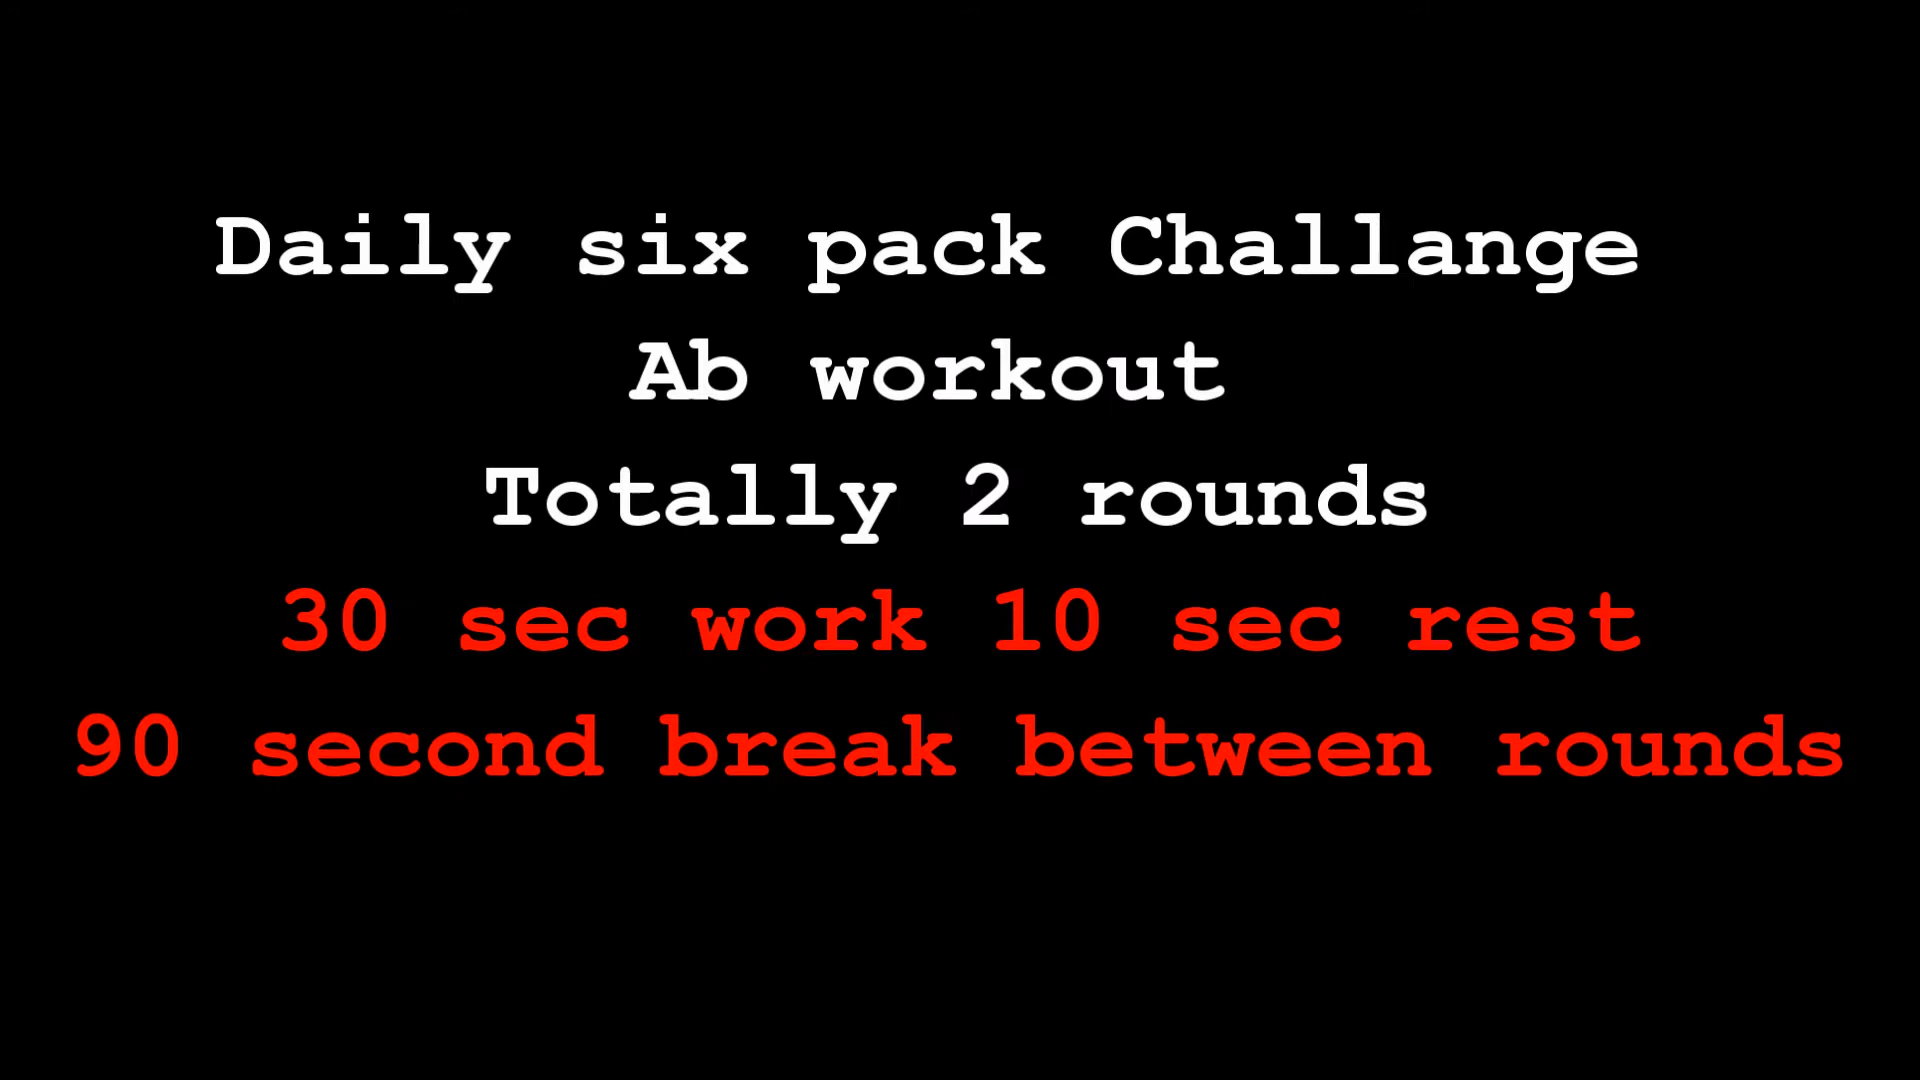 Daily six pack Challange
Ab workout
Totally 2 rounds
30 sec work 10 sec rest
90 second break between rounds